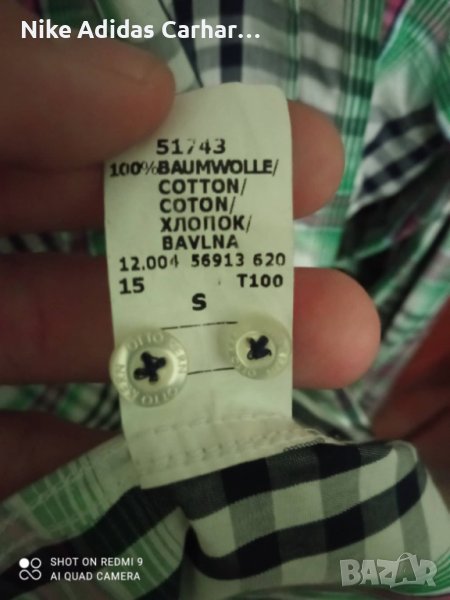 Nike Adidas Carhar...
51743
100%BAUMWOLLE/
COTTON/
COTON/
ХЛОПОК/
BAVLNA
12.004 56913 620
15 T100
S
SHOT ON REDMI 9
AI QUAD CAMERA
BAZAR